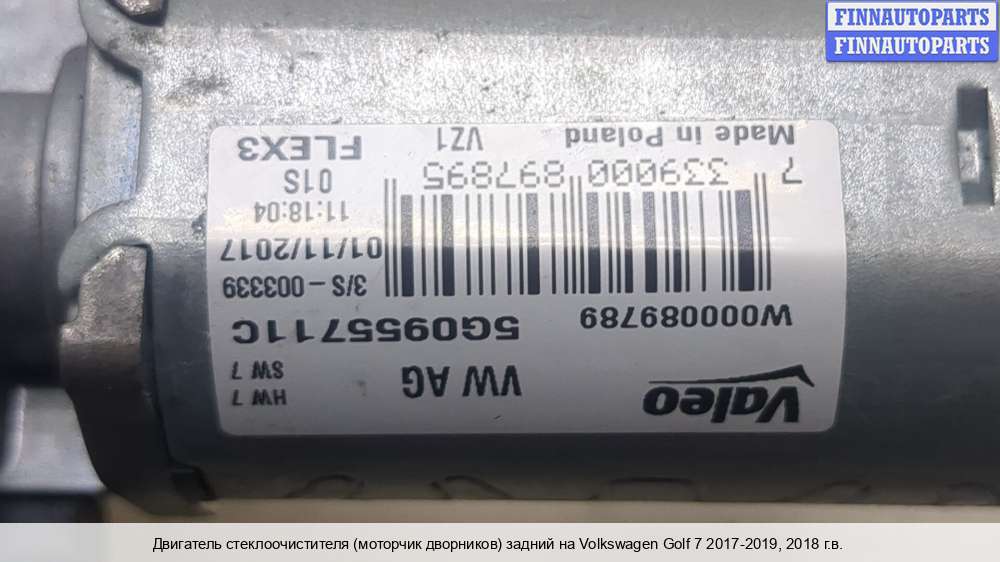 FINNAUTOPARTS
FINNAUTOPARTS
Valeo
VW AG
HW 7
SW 7
W000089789
5G0955711C
3/S - 003339
01/11/2017
11:18:04
01S
7 339000 897895
Made in Poland
VZ1
FLEX3
Двигатель стеклоочистителя (моторчик дворников) задний на Volkswagen Golf 7 2017-2019, 2018 г.в.